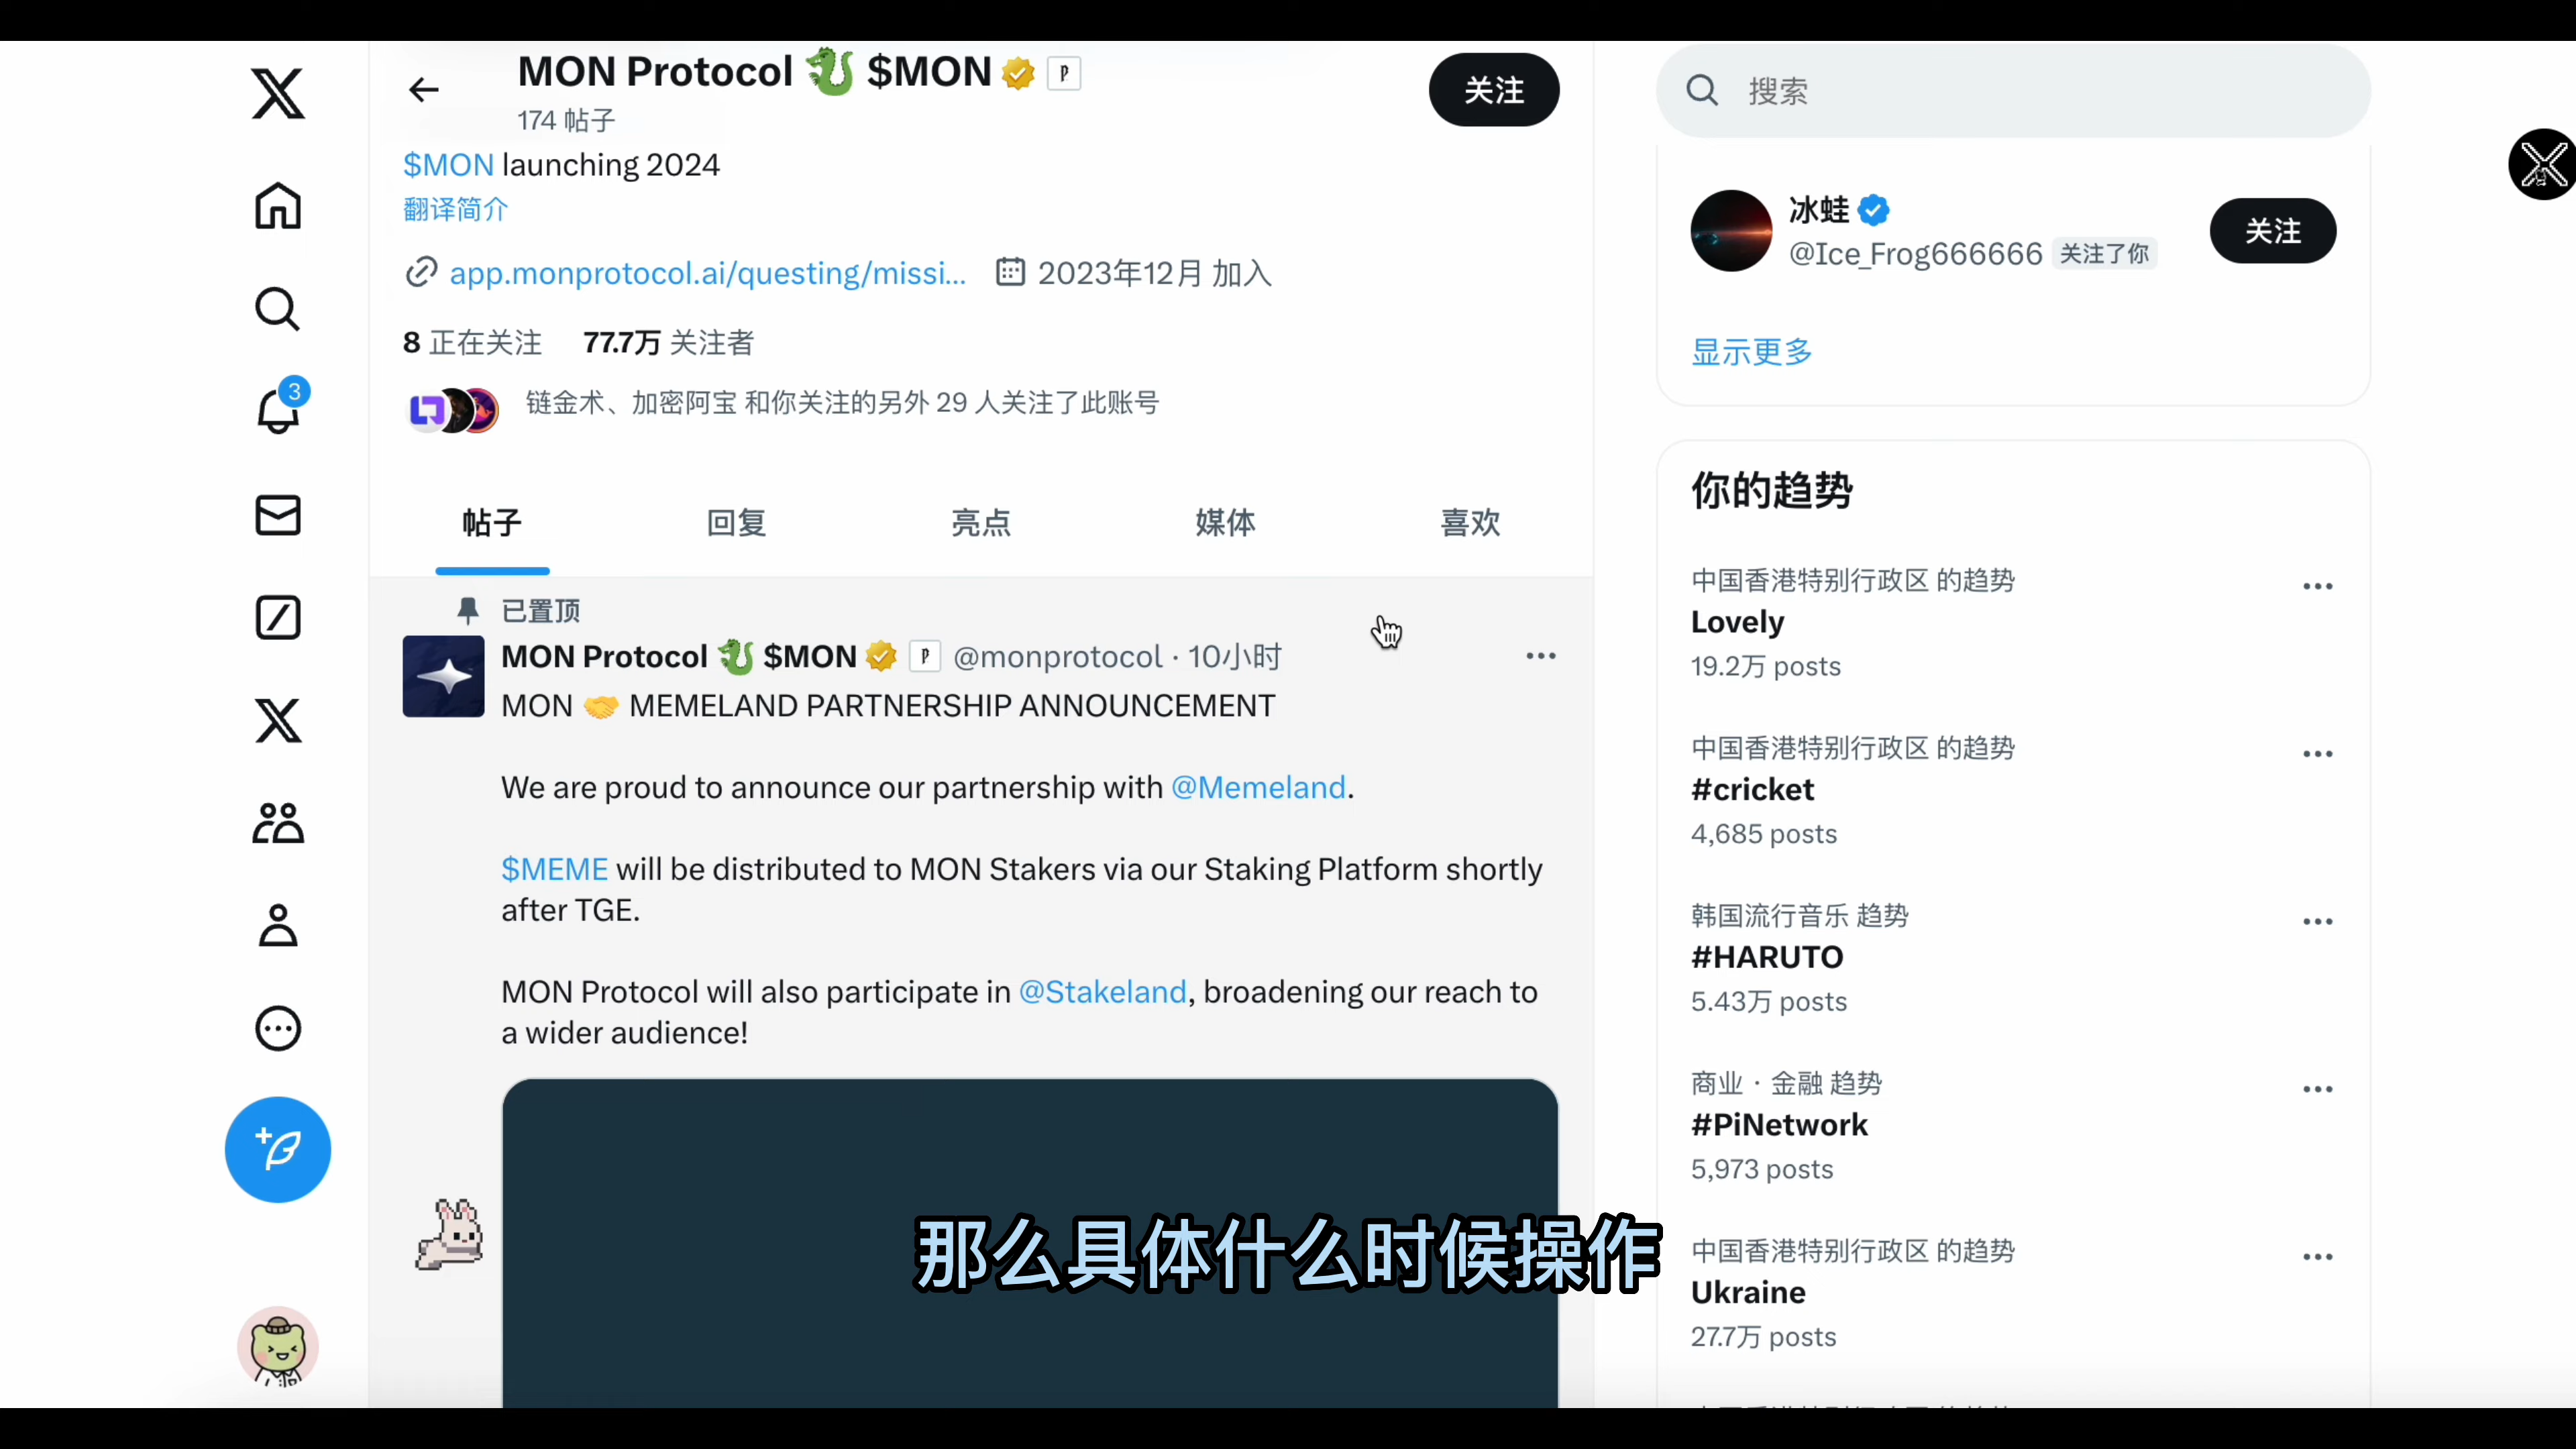 MON Protocol 🐉 $MON
174 帖子
关注
$MON launching 2024
翻译简介
app.monprotocol.ai/questing/missi...
2023年12月 加入
8 正在关注
77.7万 关注者
链金术、加密阿宝 和你关注的另外 29 人关注了此账号
帖子
回复
亮点
媒体
喜欢
已置顶
MON Protocol 🐉 $MON @monprotocol · 10小时
MON 🤝 MEMELAND PARTNERSHIP ANNOUNCEMENT
We are proud to announce our partnership with @Memeland.
$MEME will be distributed to MON Stakers via our Staking Platform shortly
after TGE.
MON Protocol will also participate in @Stakeland, broadening our reach to
a wider audience!
那么具体什么时候操作
3
搜索
冰蛙
@Ice_Frog666666 关注了你
关注
显示更多
你的趋势
中国香港特别行政区 的趋势
Lovely
19.2万 posts
中国香港特别行政区 的趋势
#cricket
4,685 posts
韩国流行音乐 趋势
#HARUTO
5.43万 posts
商业 · 金融 趋势
#PiNetwork
5,973 posts
中国香港特别行政区 的趋势
Ukraine
27.7万 posts